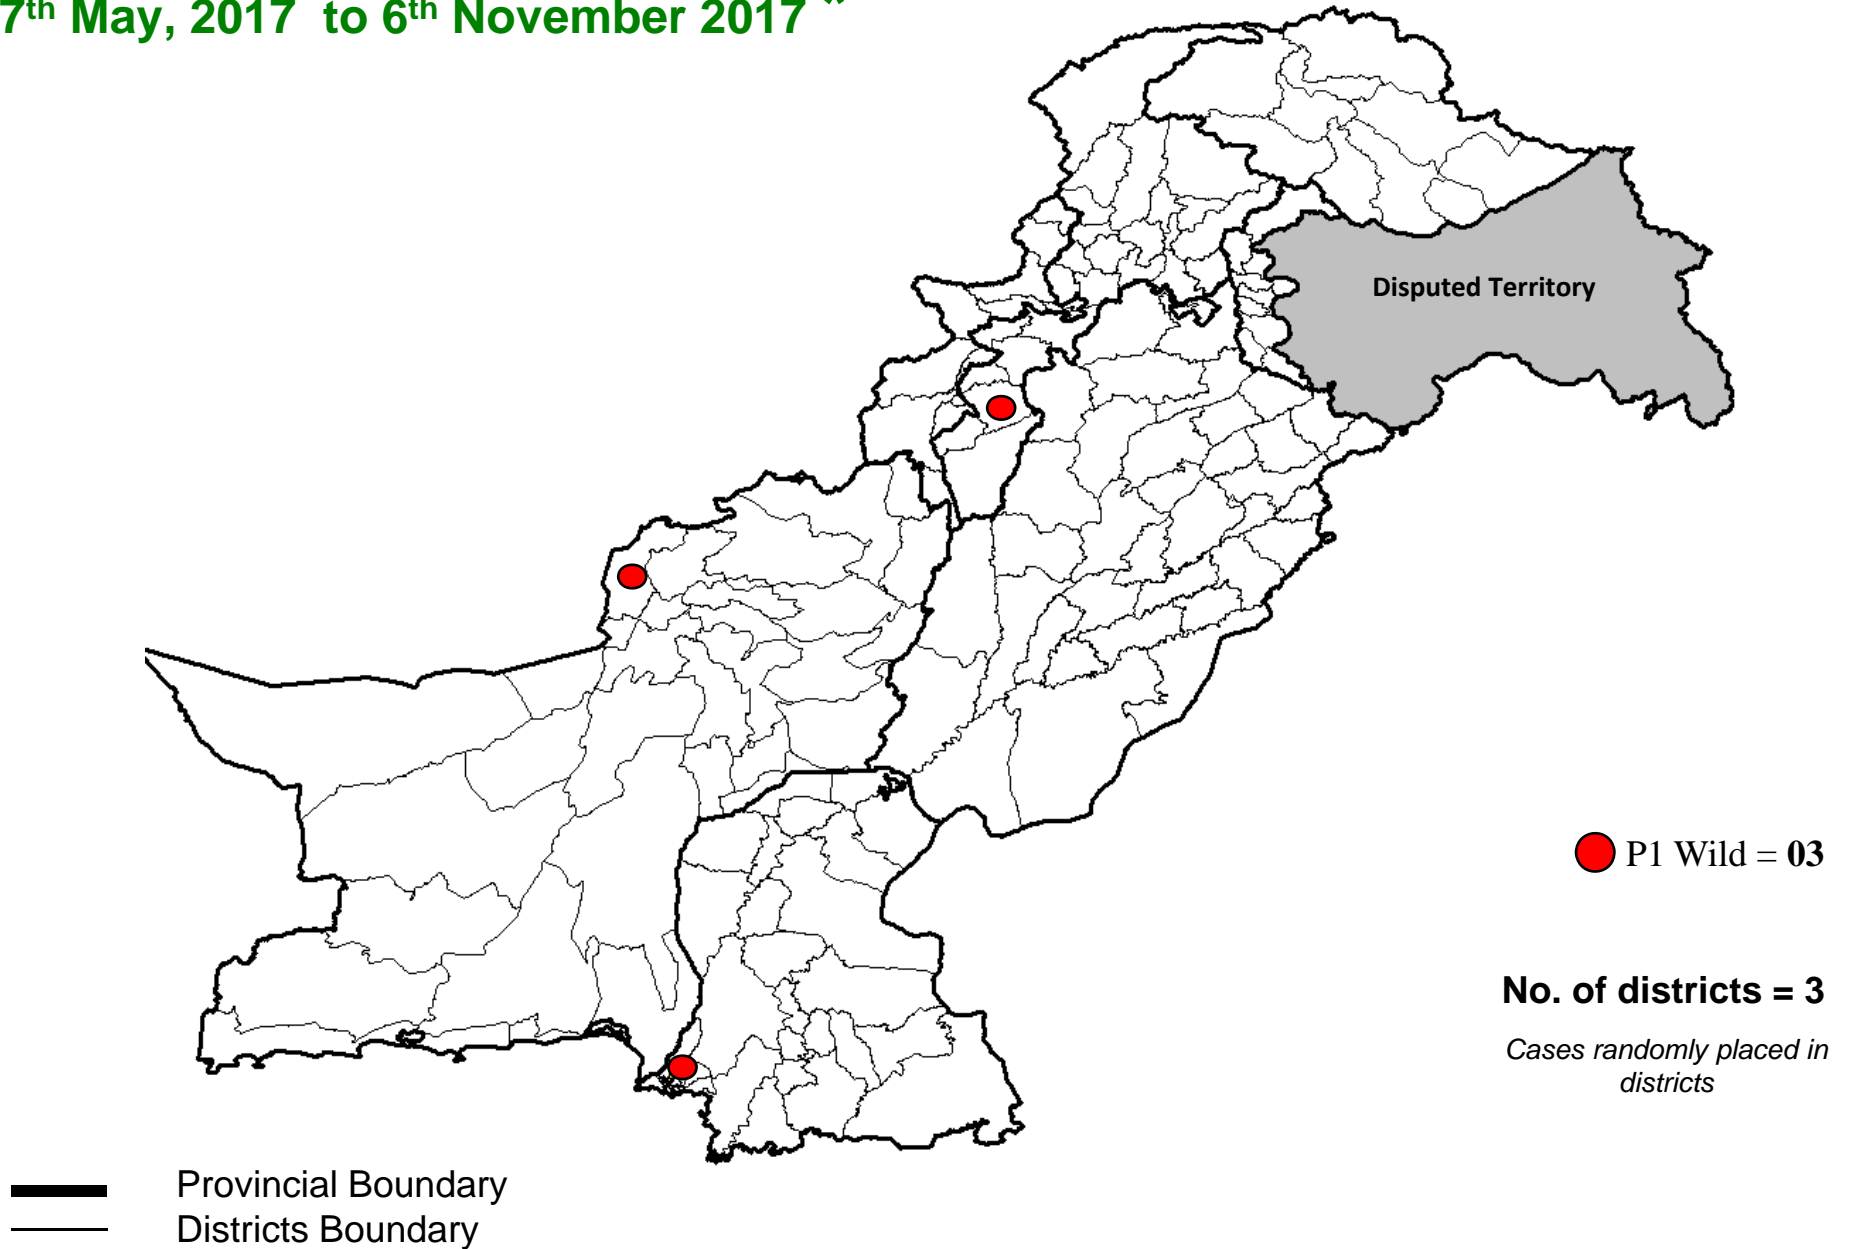 7th May, 2017 to 6th November 2017
Disputed Territory
P1 Wild = 03
No. of districts = 3
Cases randomly placed in
districts
Provincial Boundary
Districts Boundary